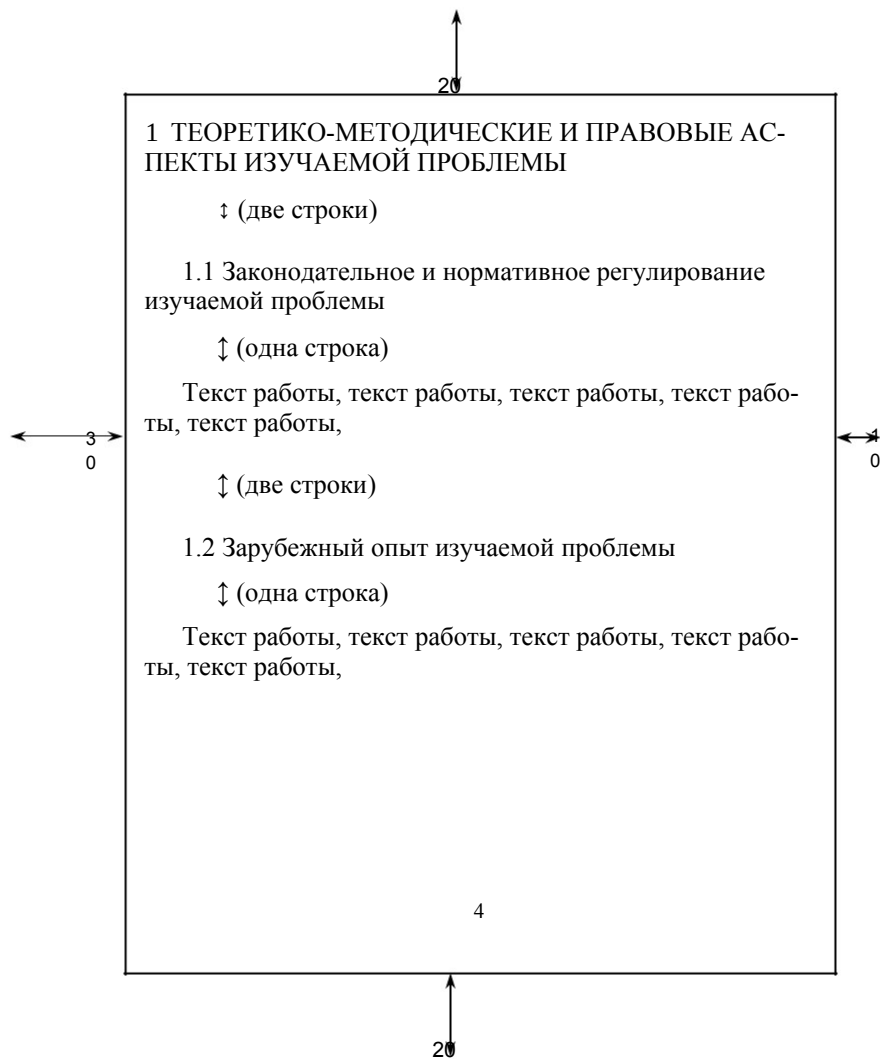 20
1 ТЕОРЕТИКО-МЕТОДИЧЕСКИЕ И ПРАВОВЫЕ АС-
ПЕКТЫ ИЗУЧАЕМОЙ ПРОБЛЕМЫ
↕ (две строки)
1.1 Законодательное и нормативное регулирование
изучаемой проблемы
↕ (одна строка)
Текст работы, текст работы, текст работы, текст рабо-
ты, текст работы,
3
0
1
0
↕ (две строки)
1.2 Зарубежный опыт изучаемой проблемы
↕ (одна строка)
Текст работы, текст работы, текст работы, текст рабо-
ты, текст работы,
4
20